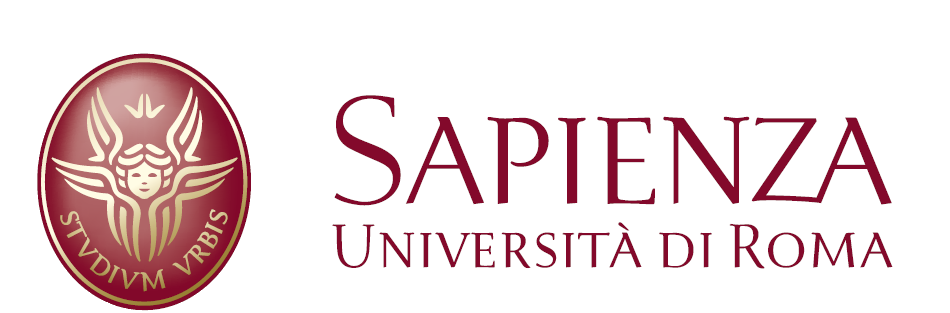 STVDIVM VRBIS
SAPIENZA
UNIVERSITÀ DI ROMA